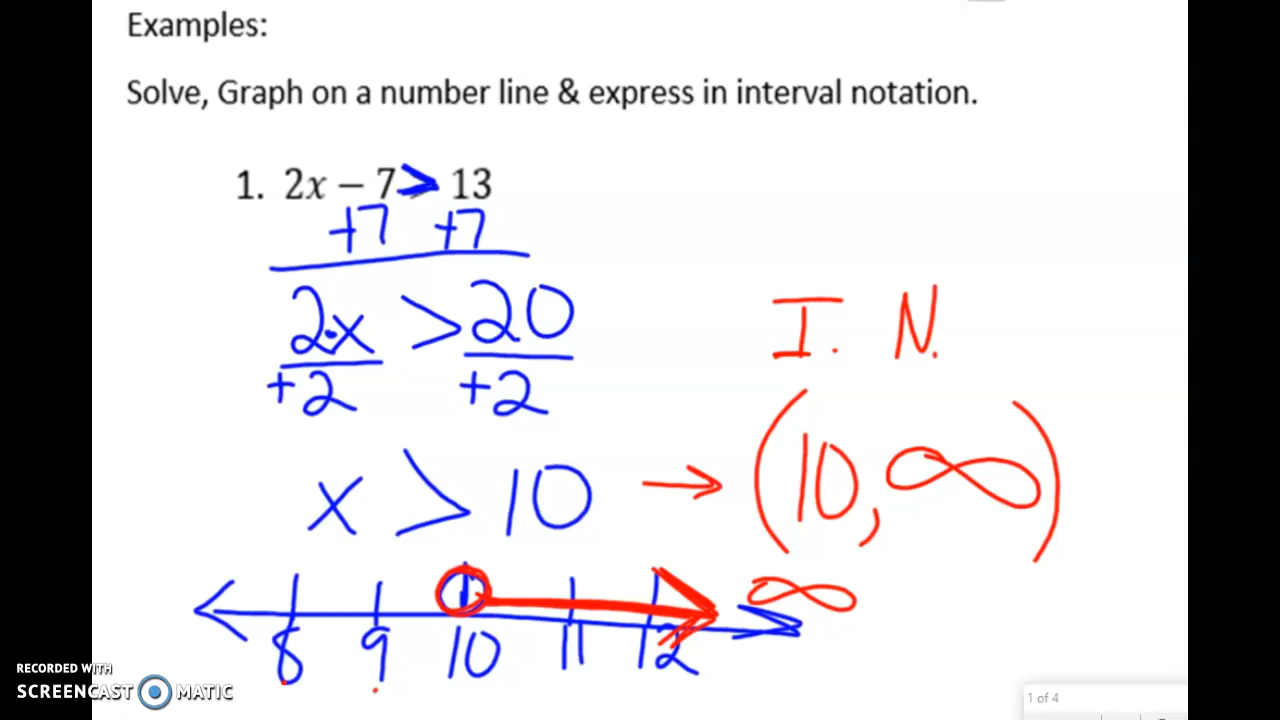 Examples:
Solve, Graph on a number line & express in interval notation.
1. 2x − 7 > 13
+7 +7
2·x > 20
+2 +2
I. N.
x > 10 → (10, ∞)
∞
8 9 10 11 12
RECORDED WITH
SCREENCAST MATIC
1 of 4